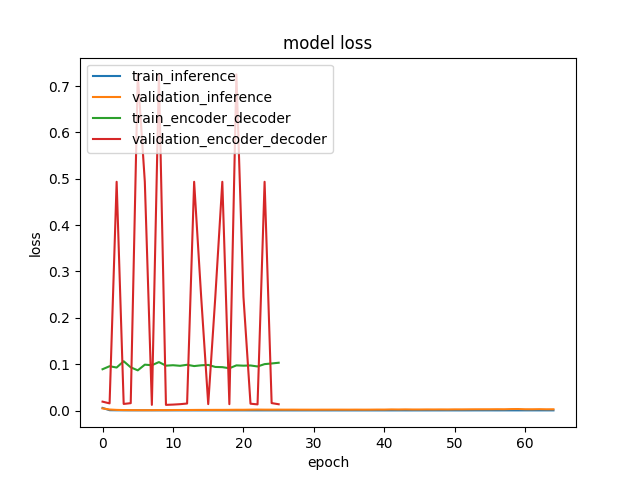 model loss
train_inference
validation_inference
train_encoder_decoder
validation_encoder_decoder
0.7
0.6
0.5
0.4
0.3
0.2
0.1
0.0
loss
0 10 20 30 40 50 60
epoch